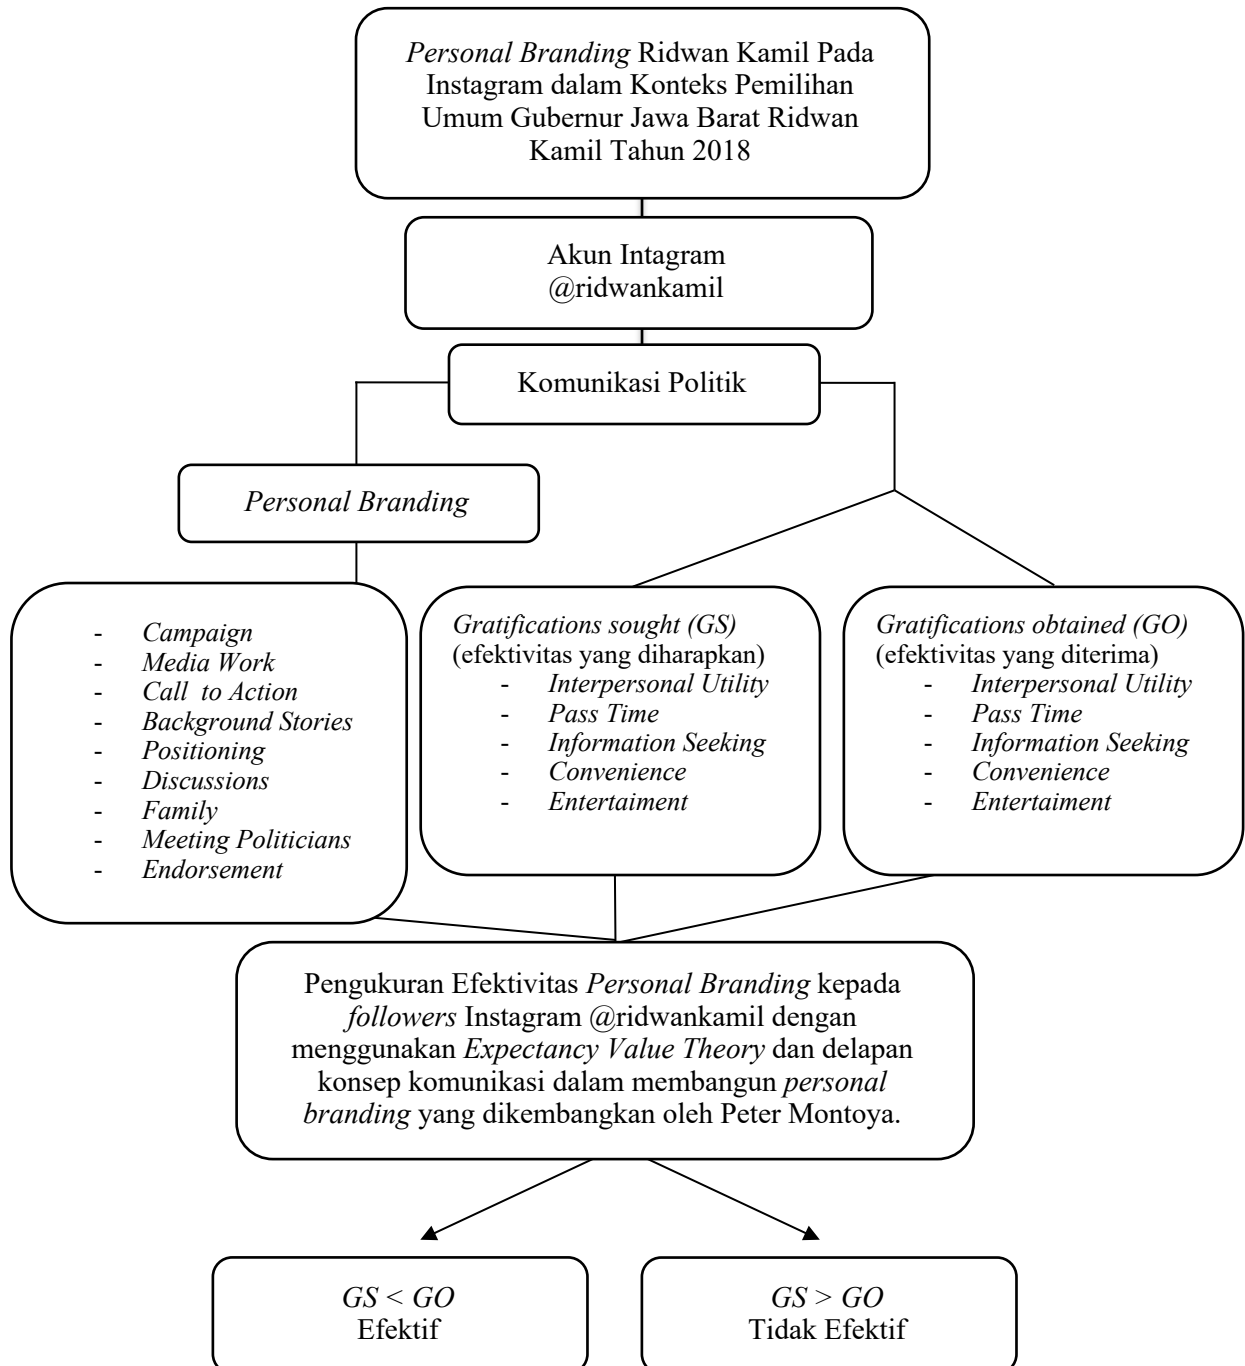 Personal Branding Ridwan Kamil Pada
Instagram dalam Konteks Pemilihan
Umum Gubernur Jawa Barat Ridwan
Kamil Tahun 2018
Akun Intagram
@ridwankamil
Komunikasi Politik
Personal Branding
- Campaign
- Media Work
- Call to Action
- Background Stories
- Positioning
- Discussions
- Family
- Meeting Politicians
- Endorsement
Gratifications sought (GS)
(efektivitas yang diharapkan)
- Interpersonal Utility
- Pass Time
- Information Seeking
- Convenience
- Entertaiment
Gratifications obtained (GO)
(efektivitas yang diterima)
- Interpersonal Utility
- Pass Time
- Information Seeking
- Convenience
- Entertaiment
Pengukuran Efektivitas Personal Branding kepada
followers Instagram @ridwankamil dengan
menggunakan Expectancy Value Theory dan delapan
konsep komunikasi dalam membangun personal
branding yang dikembangkan oleh Peter Montoya.
GS < GO
Efektif
GS > GO
Tidak Efektif